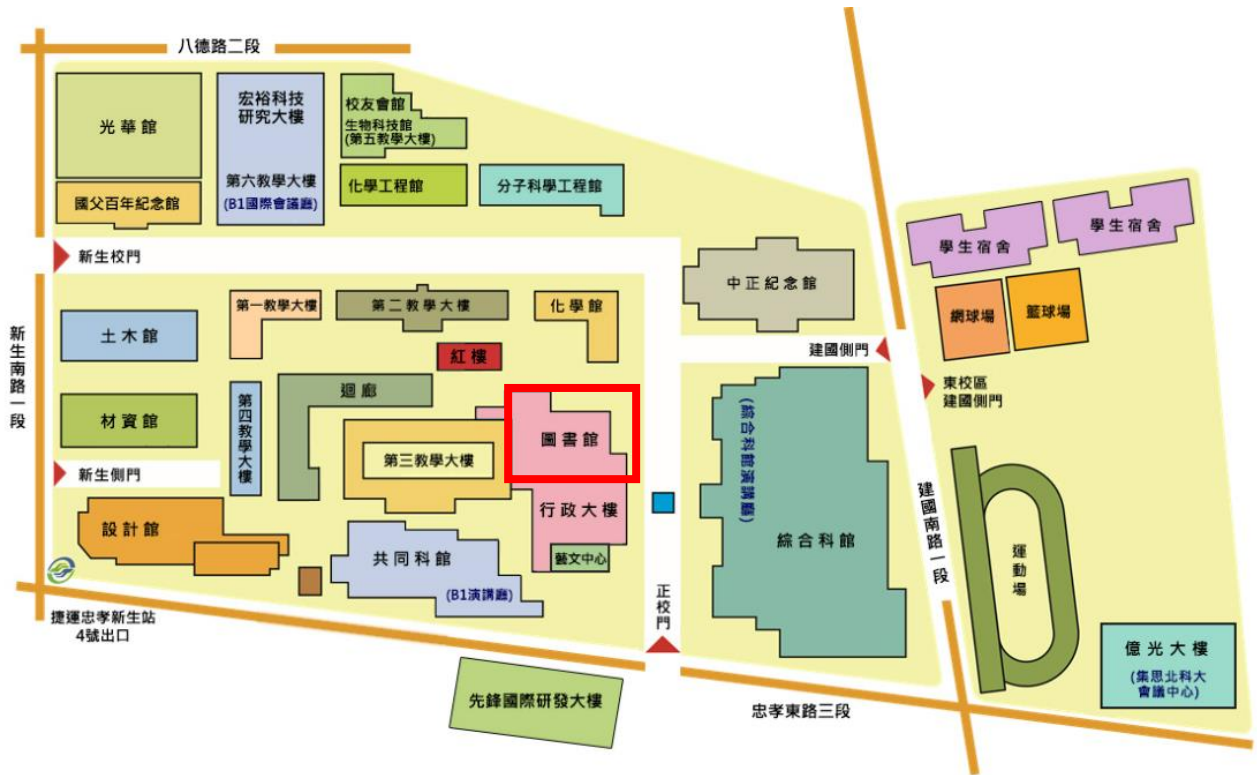 八德路二段
光華館
宏裕科技
研究大樓
第六教學大樓
(B1國際會議廳)
校友會館
生物科技館
(第五教學大樓)
國父百年紀念館
化學工程館
分子科學工程館
學生宿舍
學生宿舍
新生校門
中正紀念館
網球場
籃球場
第一教學大樓
第二教學大樓
化學館
土木館
紅樓
建國側門
新生南路一段
迴廊
東校區
建國側門
材資館
第四教學大樓
圖書館
(綜合科館演講廳)
第三教學大樓
新生側門
行政大樓
建國南路一段
設計館
綜合科館
共同科館
(B1演講廳)
藝文中心
運動場
正校門
捷運忠孝新生站
4號出口
億光大樓
(集思北科大
會議中心)
先鋒國際研發大樓
忠孝東路三段